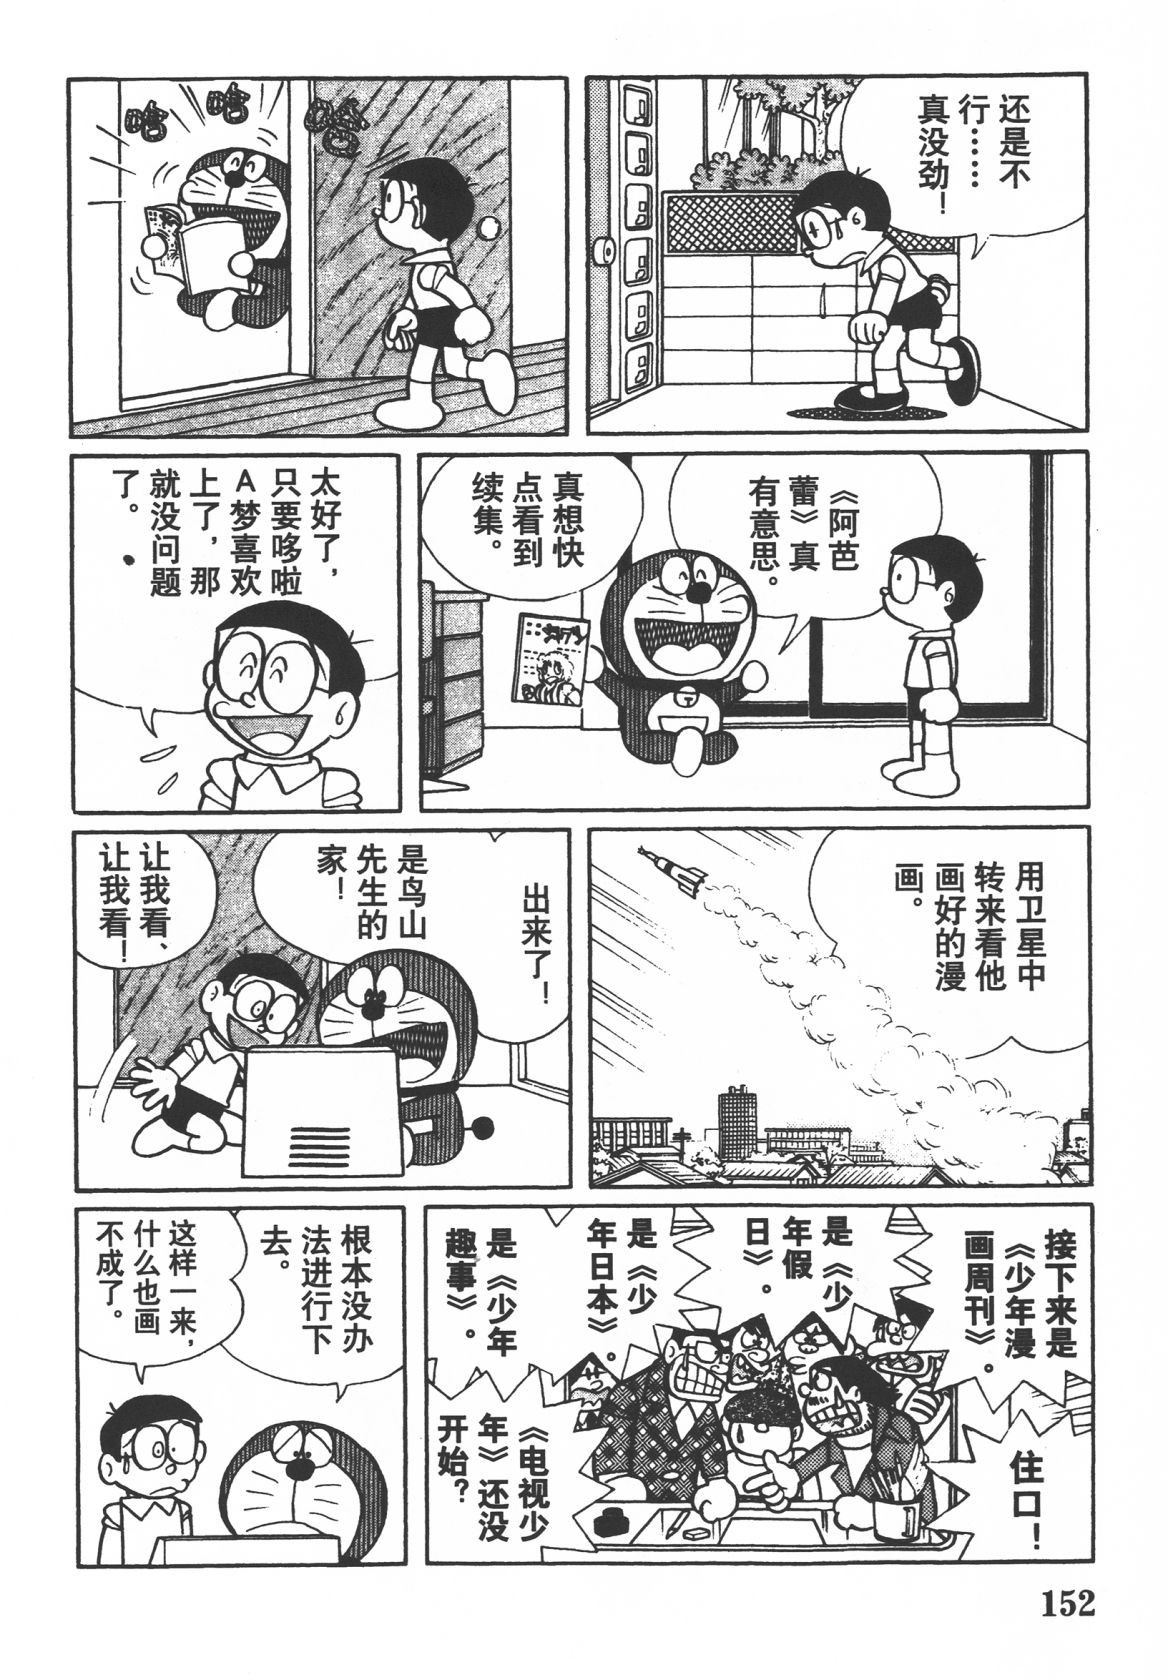 还是不
行……
真没劲！
哈
哈
哈
《阿芭
蕾》真
有意思。
真想快
点看到
续集。
太好了，
只要哆啦
A梦喜欢
上了，那
就没问题
了。
用卫星中
转来看他
画好的漫
画。
出来了！
是鸟山
先生的
家！
让我看、
让我看！
接下来是
《少年漫
画周刊》。
住口！
是《少
年假
日》。
是《少
年日本》。
是《少年
趣事》。
《电视少
年》还没
开始？
根本没办
法进行下
去。
这样一来，
什么也画
不成了。
152